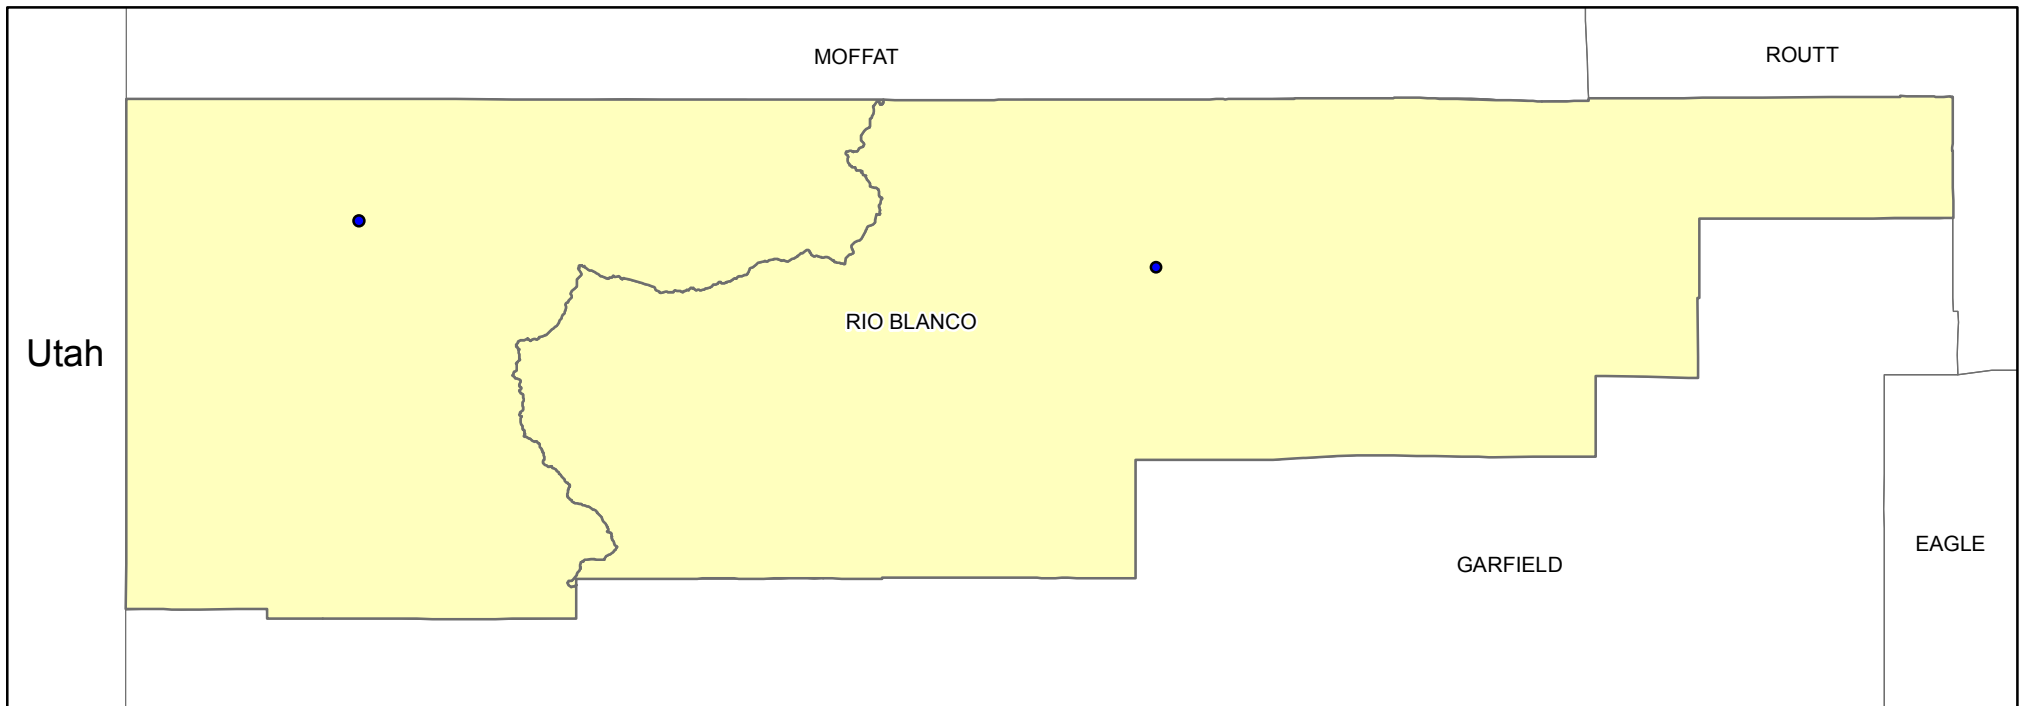 MOFFAT
ROUTT
RIO BLANCO
Utah
EAGLE
GARFIELD